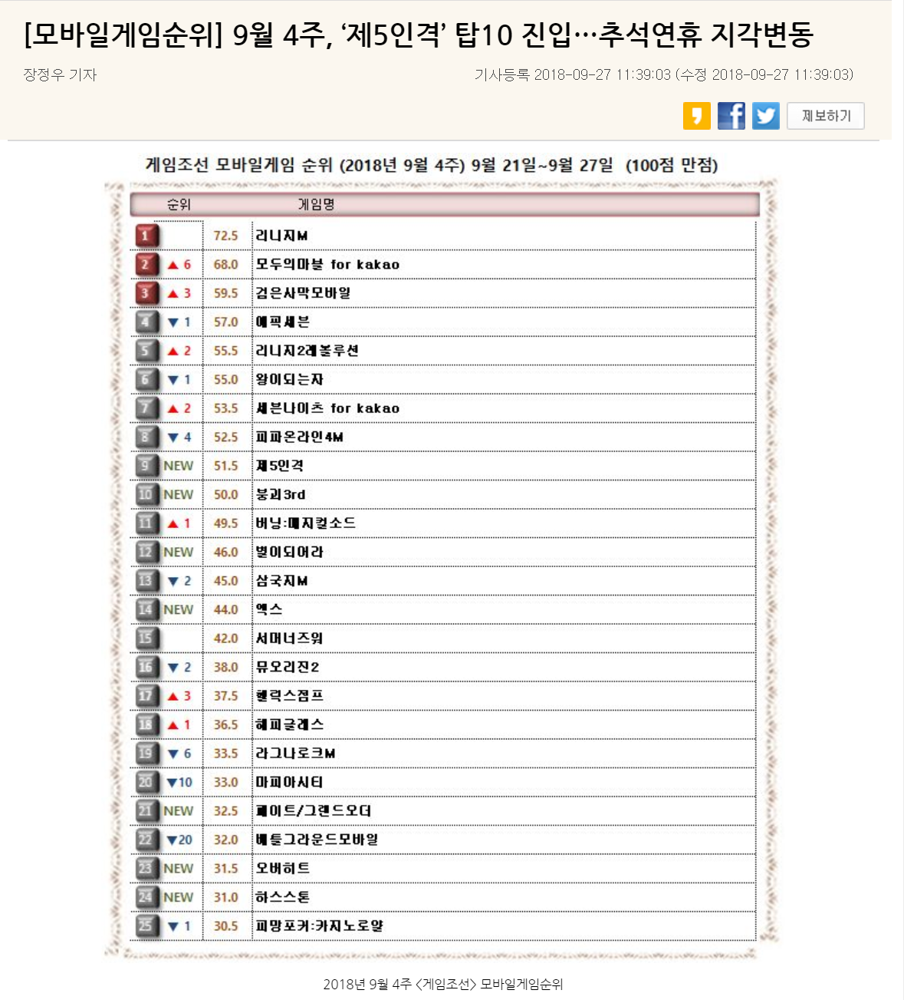 [모바일게임순위] 9월 4주, ‘제5인격’ 탑10 진입…추석연휴 지각변동
장정우 기자 기사등록 2018-09-27 11:39:03 (수정 2018-09-27 11:39:03)
제보하기
게임조선 모바일게임 순위 (2018년 9월 4주) 9월 21일~9월 27일 (100점 만점)
순위 게임명
1 72.5 리니지M
2 ▲ 6 68.0 모두의마블 for kakao
3 ▲ 3 59.5 검은사막모바일
4 ▼ 1 57.0 에픽세븐
5 ▲ 2 55.5 리니지2레볼루션
6 ▼ 1 55.0 왕이되는자
7 ▲ 2 53.5 세븐나이츠 for kakao
8 ▼ 4 52.5 피파온라인4M
9 NEW 51.5 제5인격
10 NEW 50.0 붕괴3rd
11 ▲ 1 49.5 버닝:매지컬소드
12 NEW 46.0 별이되어라
13 ▼ 2 45.0 삼국지M
14 NEW 44.0 엑스
15 42.0 서머너즈워
16 ▼ 2 38.0 뮤오리진2
17 ▲ 3 37.5 헬릭스점프
18 ▲ 1 36.5 해피글래스
19 ▼ 6 33.5 라그나로크M
20 ▼10 33.0 마피아시티
21 NEW 32.5 페이트/그랜드오더
22 ▼20 32.0 배틀그라운드모바일
23 NEW 31.5 오버히트
24 NEW 31.0 하스스톤
25 ▼ 1 30.5 피망포커:카지노로얄
2018년 9월 4주 <게임조선> 모바일게임순위